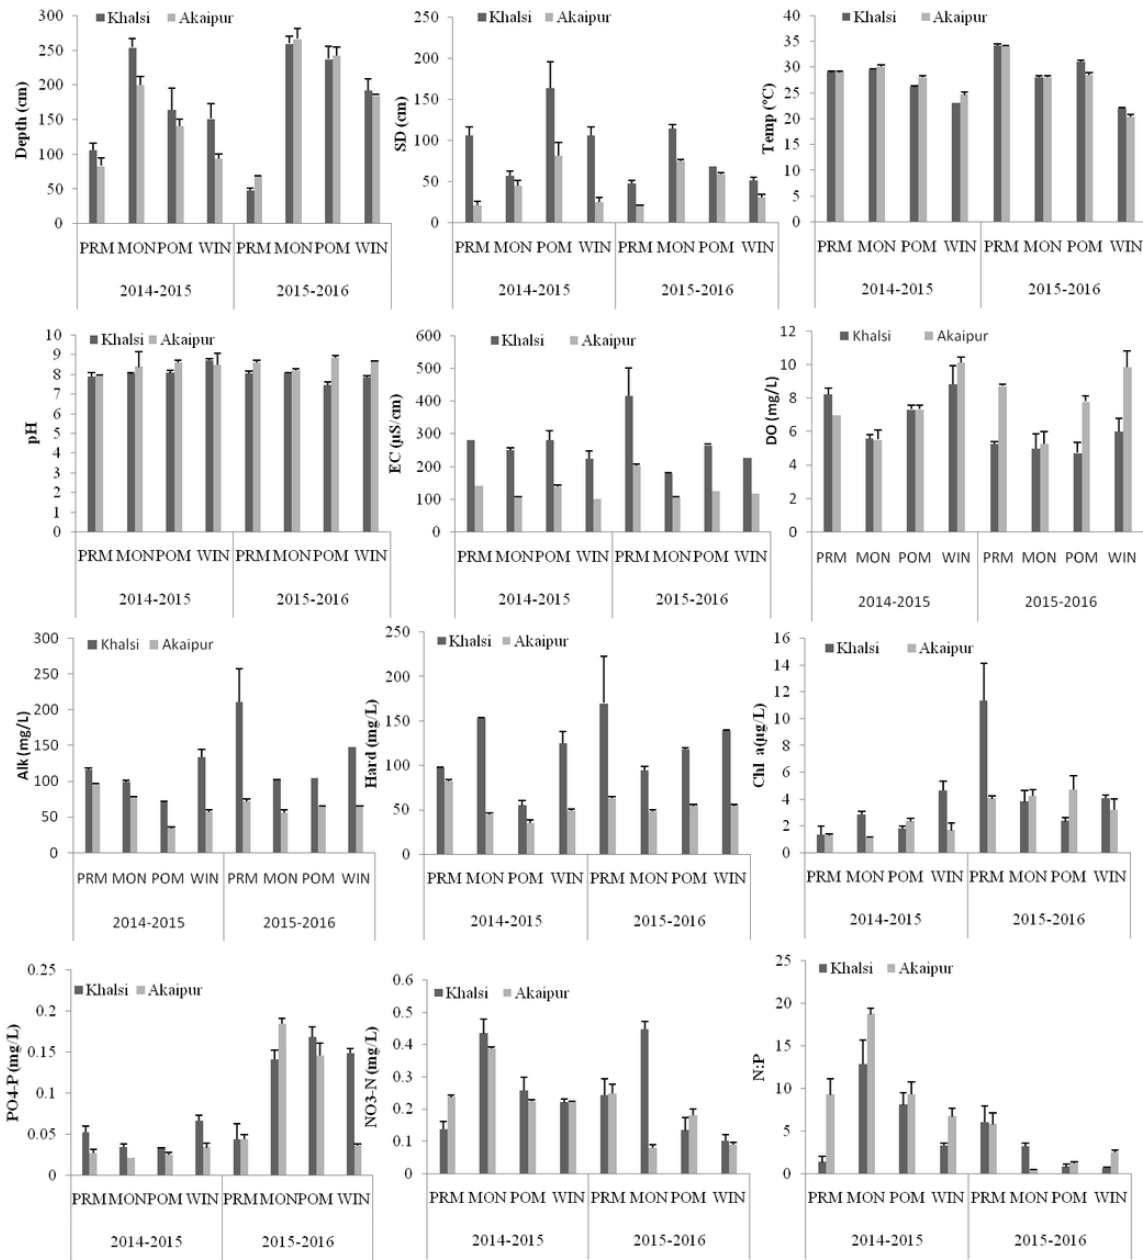 Khalsi Akaipur
300
250
200
150
100
50
0
Depth (cm)
PRM MON POM WIN PRM MON POM WIN
2014-2015 2015-2016
Khalsi Akaipur
250
200
150
100
50
0
SD (cm)
PRM MON POM WIN PRM MON POM WIN
2014-2015 2015-2016
Khalsi Akaipur
40
35
30
25
20
15
10
5
0
Temp (°C)
PRM MON POM WIN PRM MON POM WIN
2014-2015 2015-2016
Khalsi Akaipur
10
9
8
7
6
5
4
3
2
1
0
pH
PRM MON POM WIN PRM MON POM WIN
2014-2015 2015-2016
Khalsi Akaipur
600
500
400
300
200
100
0
EC (µS/cm)
PRM MON POM WIN PRM MON POM WIN
2014-2015 2015-2016
Khalsi Akaipur
12
10
8
6
4
2
0
DO (mg/L)
PRM MON POM WIN PRM MON POM WIN
2014-2015 2015-2016
Khalsi Akaipur
300
250
200
150
100
50
0
Alk (mg/L)
PRM MON POM WIN PRM MON POM WIN
2014-2015 2015-2016
Khalsi Akaipur
250
200
150
100
50
0
Hard (mg/L)
PRM MON POM WIN PRM MON POM WIN
2014-2015 2015-2016
Khalsi Akaipur
16
14
12
10
8
6
4
2
0
Chl a(µg/L)
PRM MON POM WIN PRM MON POM WIN
2014-2015 2015-2016
Khalsi Akaipur
0.25
0.2
0.15
0.1
0.05
0
PO4-P (mg/L)
PRM MON POM WIN PRM MON POM WIN
2014-2015 2015-2016
Khalsi Akaipur
0.6
0.5
0.4
0.3
0.2
0.1
0
NO3-N (mg/L)
PRM MON POM WIN PRM MON POM WIN
2014-2015 2015-2016
Khalsi Akaipur
25
20
15
10
5
0
N:P
PRM MON POM WIN PRM MON POM WIN
2014-2015 2015-2016